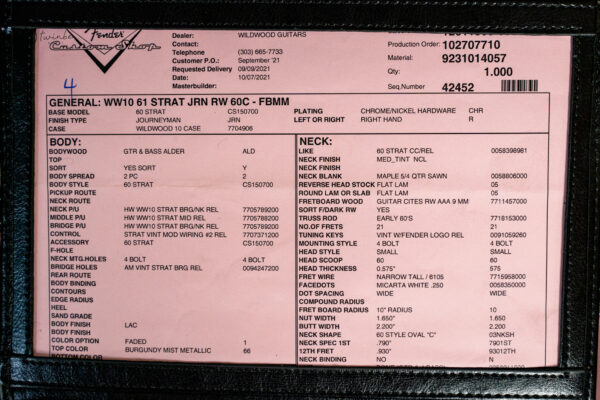 twinke
Fender
Custom Shop
4
Dealer: WILDWOOD GUITARS
Contact:
Telephone (303) 665-7733
Customer P.O.: September '21
Requested Delivery 09/09/2021
Date: 10/07/2021
Masterbuilder:
Production Order: 102707710
Material: 9231014057
Qty: 1.000
Seq.Number 42452
GENERAL: WW10 61 STRAT JRN RW 60C - FBMM
BASE MODEL 60 STRAT CS150700 PLATING CHROME/NICKEL HARDWARE CHR
FINISH TYPE JOURNEYMAN JRN LEFT OR RIGHT RIGHT HAND R
CASE WILDWOOD 10 CASE 7704906
BODY:
BODYWOOD GTR & BASS ALDER ALD
TOP
SORT YES SORT Y
BODY SPREAD 2 PC 2
BODY STYLE 60 STRAT CS150700
PICKUP ROUTE
NECK ROUTE
NECK P/U HW WW10 STRAT BRG/NK REL 7705789200
MIDDLE P/U HW WW10 STRAT MID REL 7705788200
BRIDGE P/U HW WW10 STRAT BRG/NK REL 7705789200
CONTROL STRAT VINT MOD WIRING #2 REL 7707371200
ACCESSORY 60 STRAT CS150700
F-HOLE
NECK MTG.HOLES 4 BOLT 4 BOLT
BRIDGE HOLES AM VINT STRAT BRG REL 0094247200
REAR ROUTE
BODY BINDING
CONTOURS
EDGE RADIUS
HEEL
SAND GRADE
BODY FINISH LAC
BODY FINISH
COLOR OPTION FADED 1
TOP COLOR BURGUNDY MIST METALLIC 66
BOTTOM COLOR
NECK:
LIKE 60 STRAT CC/REL 0058398981
NECK FINISH MED_TINT NCL
NECK FINISH
NECK BLANK MAPLE 5/4 QTR SAWN 0058806000
REVERSE HEAD STOCK FLAT LAM 05
ROUND LAM OR SLAB FLAT LAM 05
FRETBOARD WOOD GUITAR CITES RW AAA 9 MM 7711457000
SORT F/DARK RW YES
TRUSS ROD EARLY 60'S 7718153000
NO.OF FRETS 21 21
TUNING KEYS VINT W/FENDER LOGO REL 0091059260
MOUNTING STYLE 4 BOLT 4 BOLT
HEAD STYLE SMALL SMALL
HEAD SCOOP 60 60
HEAD THICKNESS 0.575" 575
FRET WIRE NARROW TALL / 6105 7715958000
FACEDOTS MICARTA WHITE .250 0058350000
DOT SPACING WIDE WIDE
COMPOUND RADIUS
FRET BOARD RADIUS 10" RADIUS 10
NUT WIDTH 1.650" 1.650
BUTT WIDTH 2.200" 2.200
NECK SHAPE 60 STYLE OVAL "C" 03NKSH
NECK SPEC 1ST .790" 7901ST
12TH FRET .930" 93012TH
NECK BINDING NO N